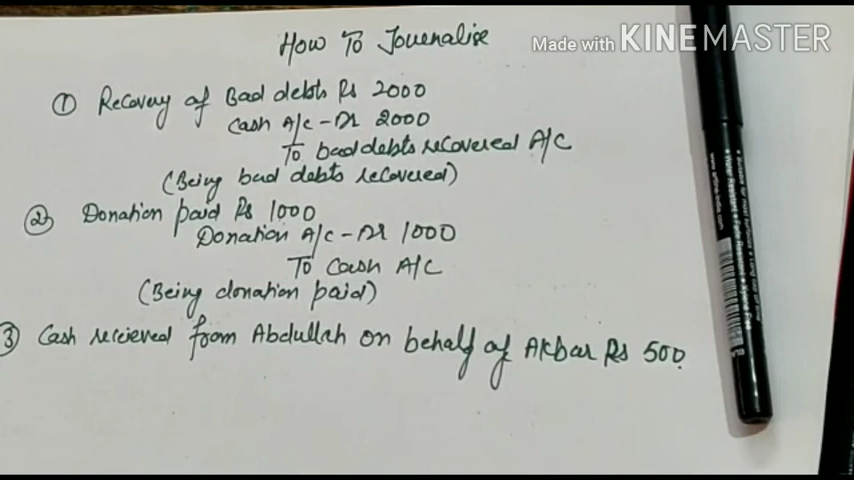 How To Journalise
Made with KINEMASTER
① Recovery of Bad debts Rs 2000
Cash A/c - Dr 2000
To bad debts recovered A/C
(Being bad debts recovered)
② Donation paid Rs 1000
Donation A/c - Dr 1000
To Cash A/C
(Being donation paid)
③ Cash recieved from Abdullah on behalf of Akbar Rs 500.